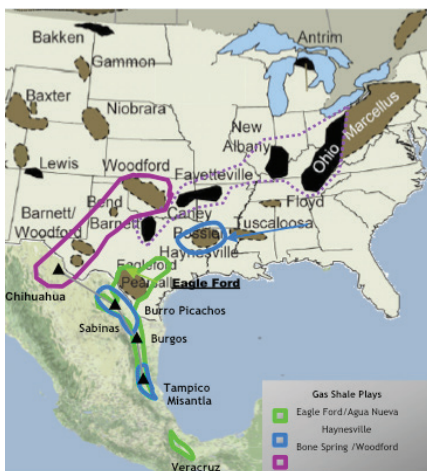 Bakken
Antrim
Gammon
Baxter
Niobrara
New
Albany
Ohio
Marcellus
Lewis
Woodford
Fayetteville
Barnett/
Woodford
Bend
Barnett
Caney
Floyd
Tuscaloosa
Possier
Haynesville
Eagleford
Pearsall
Eagle Ford
Chihuahua
Burro Picachos
Sabinas
Burgos
Tampico
Misantla
Veracruz
Gas Shale Plays
Eagle Ford/Agua Nueva
Haynesville
Bone Spring /Woodford